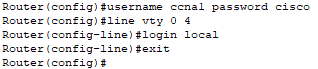 Router(config)#username ccna1 password cisco
Router(config)#line vty 0 4
Router(config-line)#login local
Router(config-line)#exit
Router(config)#